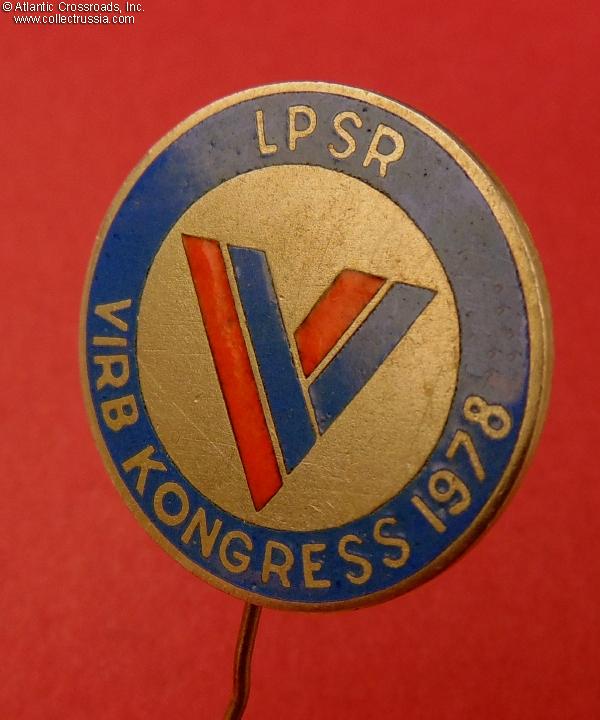 © Atlantic Crossroads, Inc.
www.collectrussia.com
LPSR
VIRB KONGRESS 1978